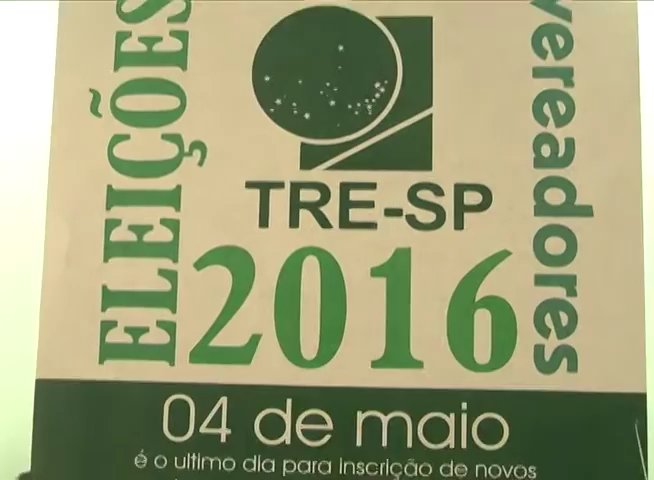 ELEIÇÕES
vereadores
TRE-SP
2016
04 de maio
é o ultimo dia para inscrição de novos